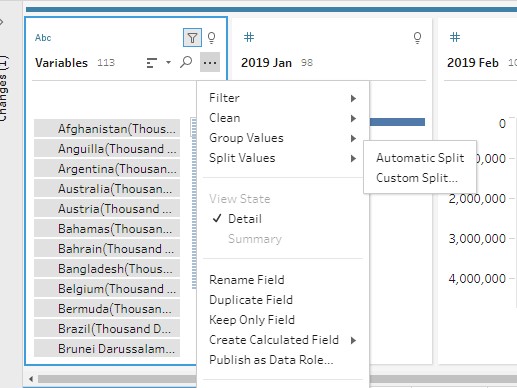 Changes (1)
Abc
Variables 113
2019 Jan 98
2019 Feb 10
Filter
Clean
Group Values
Split Values
Automatic Split
Custom Split...
View State
Detail
Summary
Rename Field
Duplicate Field
Keep Only Field
Create Calculated Field
Publish as Data Role...
Afghanistan(Thous...
Anguilla(Thousand ...
Argentina(Thousan...
Australia(Thousan...
Austria(Thousand ...
Bahamas(Thousan...
Bahrain(Thousand ...
Bangladesh(Thous...
Belgium(Thousand ...
Bermuda(Thousan...
Brazil(Thousand D...
Brunei Darussalam...
0
,000,000
2,000,000
3,000,000
4,000,000